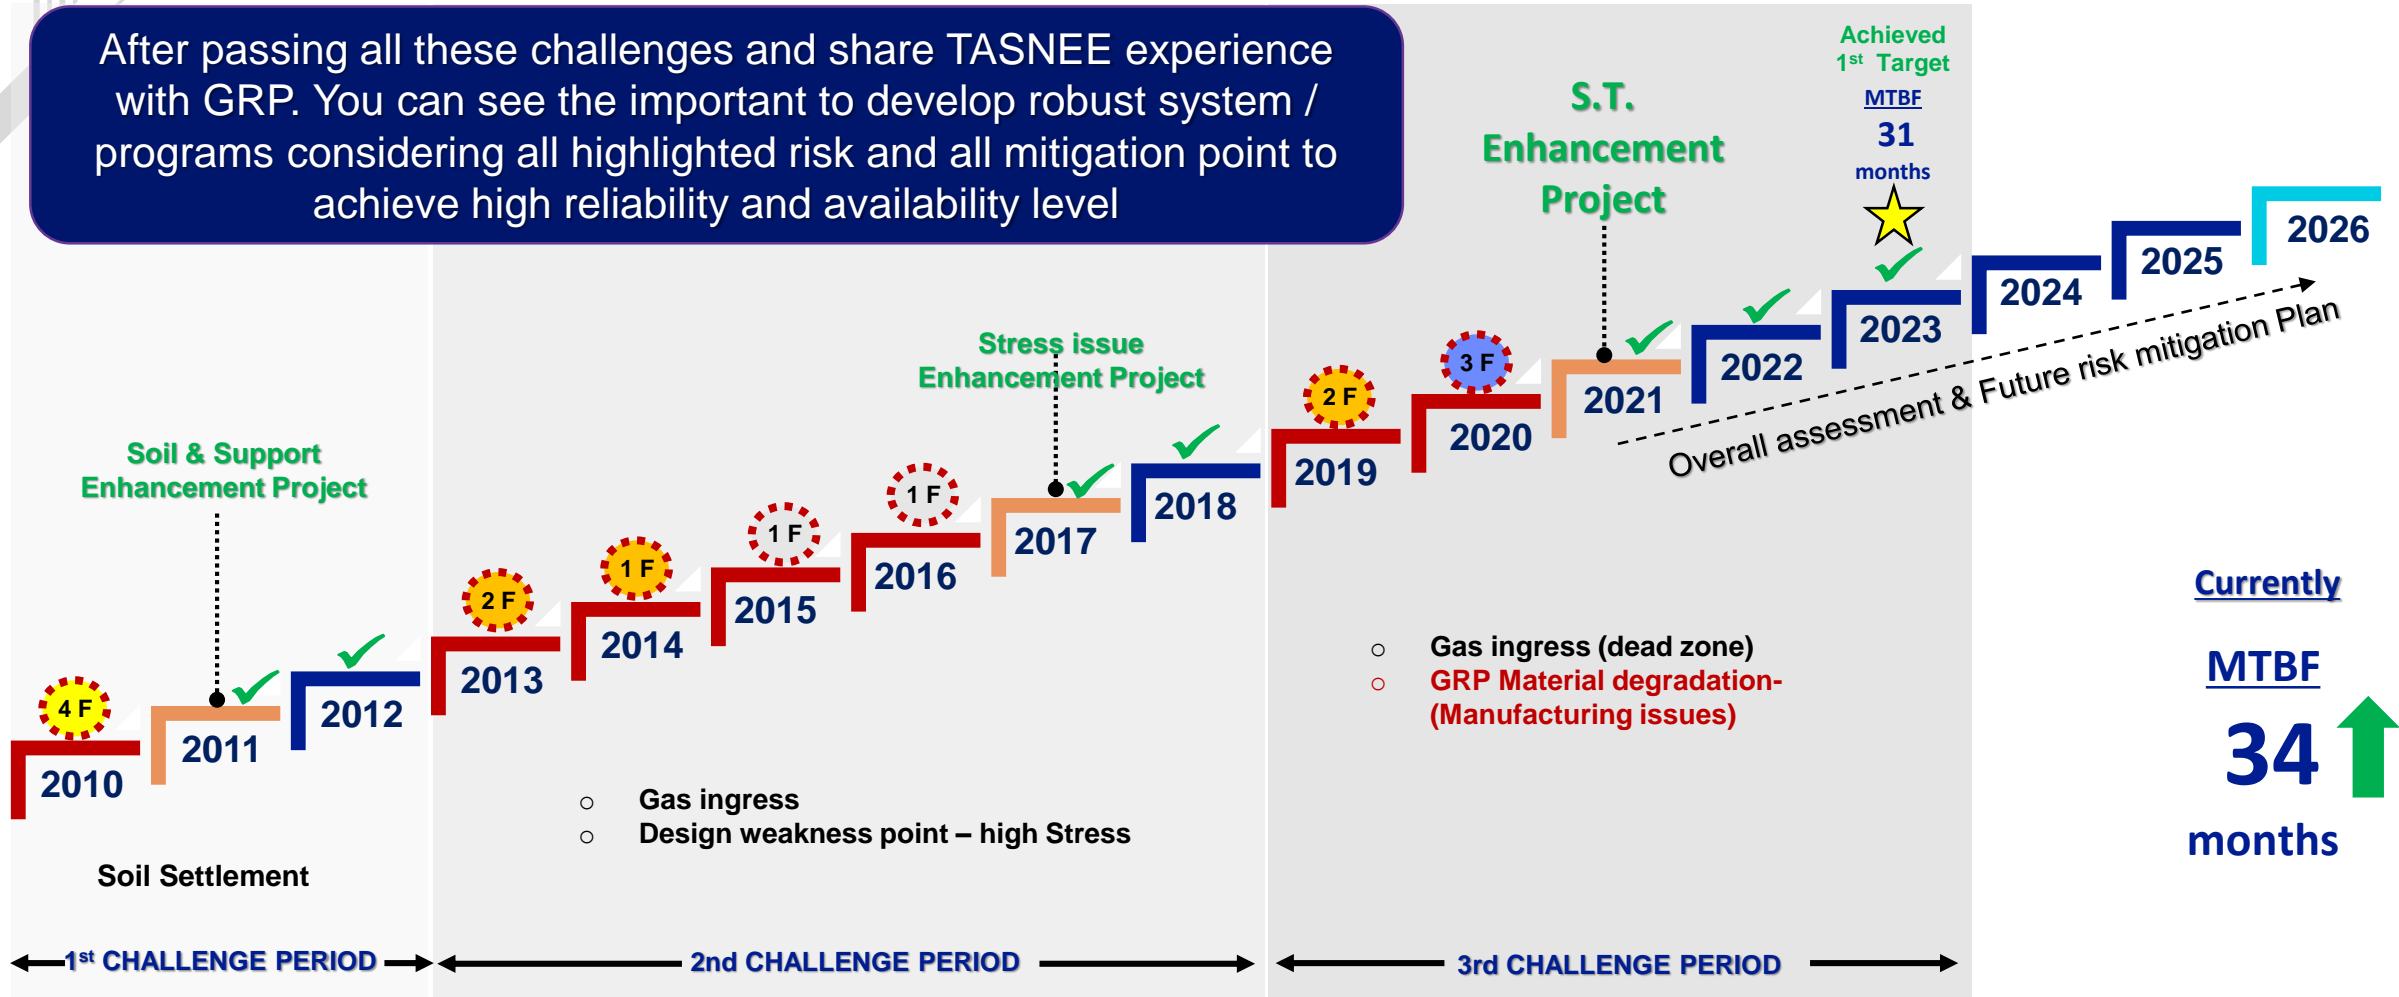 After passing all these challenges and share TASNEE experience
with GRP. You can see the important to develop robust system /
programs considering all highlighted risk and all mitigation point to
achieve high reliability and availability level
Achieved
1st Target
MTBF
31
months
S.T.
Enhancement
Project
Stress issue
Enhancement Project
Soil & Support
Enhancement Project
4 F
2 F
1 F
1 F
1 F
2 F
3 F
2010
2011
2012
2013
2014
2015
2016
2017
2018
2019
2020
2021
2022
2023
2024
2025
2026
Overall assessment & Future risk mitigation Plan
Soil Settlement
○ Gas ingress
○ Design weakness point – high Stress
○ Gas ingress (dead zone)
○ GRP Material degradation-
(Manufacturing issues)
Currently
MTBF
34
months
1st CHALLENGE PERIOD
2nd CHALLENGE PERIOD
3rd CHALLENGE PERIOD